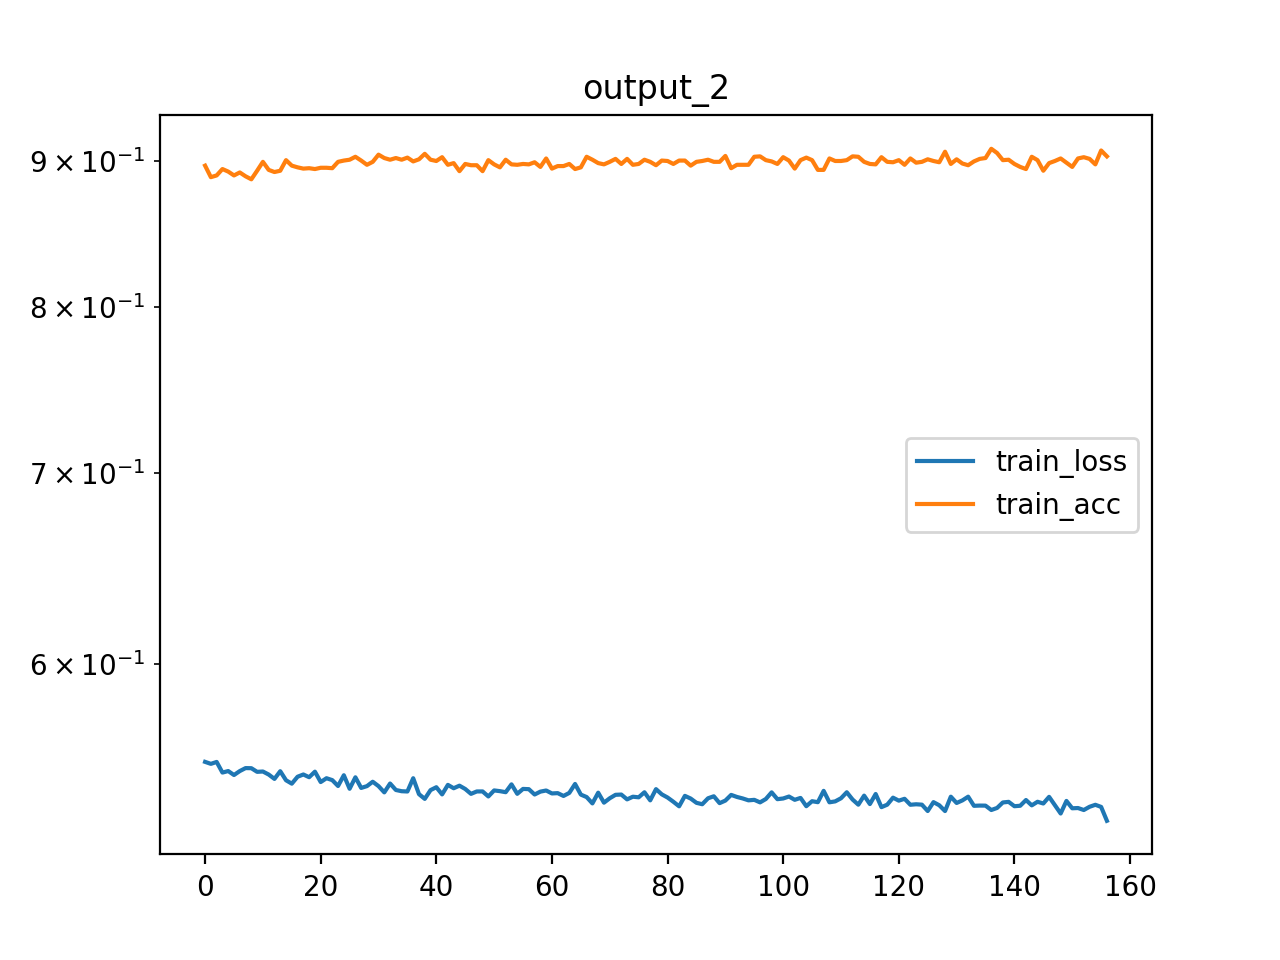 output_2
9 × 10⁻¹
8 × 10⁻¹
7 × 10⁻¹
6 × 10⁻¹
train_loss
train_acc
0 20 40 60 80 100 120 140 160